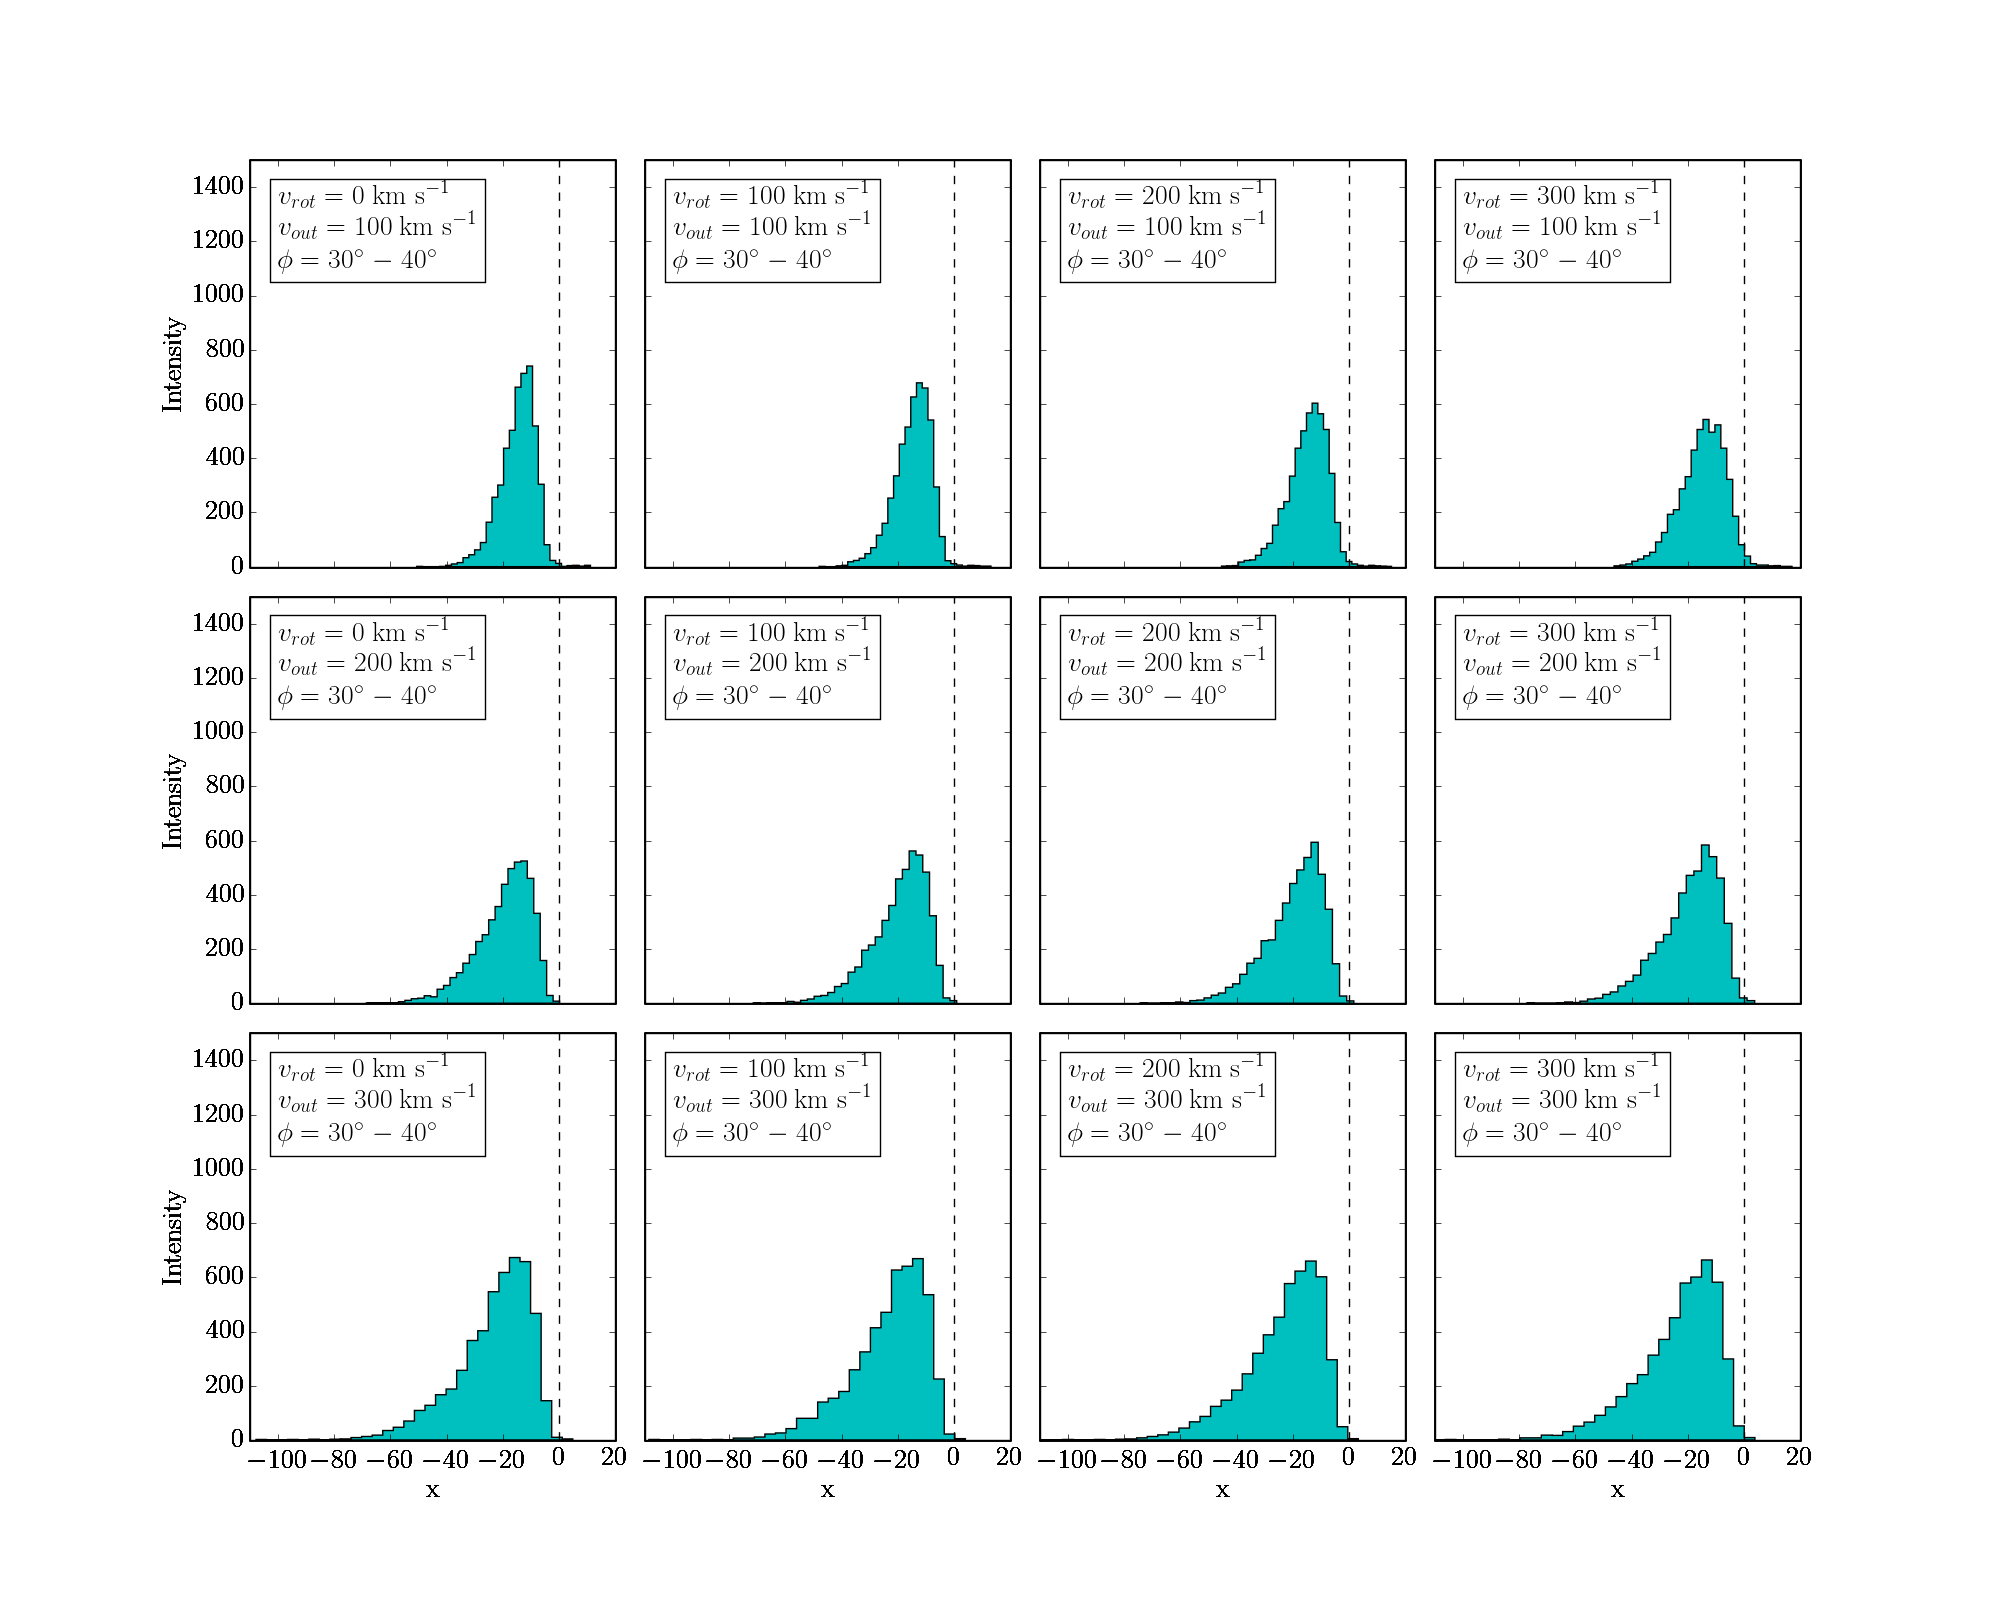 1400
1200
1000
800
600
400
200
0
Intensity
v_rot = 0 km s⁻¹
v_out = 100 km s⁻¹
ϕ = 30° − 40°
v_rot = 100 km s⁻¹
v_out = 100 km s⁻¹
ϕ = 30° − 40°
v_rot = 200 km s⁻¹
v_out = 100 km s⁻¹
ϕ = 30° − 40°
v_rot = 300 km s⁻¹
v_out = 100 km s⁻¹
ϕ = 30° − 40°
1400
1200
1000
800
600
400
200
0
Intensity
v_rot = 0 km s⁻¹
v_out = 200 km s⁻¹
ϕ = 30° − 40°
v_rot = 100 km s⁻¹
v_out = 200 km s⁻¹
ϕ = 30° − 40°
v_rot = 200 km s⁻¹
v_out = 200 km s⁻¹
ϕ = 30° − 40°
v_rot = 300 km s⁻¹
v_out = 200 km s⁻¹
ϕ = 30° − 40°
1400
1200
1000
800
600
400
200
0
Intensity
v_rot = 0 km s⁻¹
v_out = 300 km s⁻¹
ϕ = 30° − 40°
v_rot = 100 km s⁻¹
v_out = 300 km s⁻¹
ϕ = 30° − 40°
v_rot = 200 km s⁻¹
v_out = 300 km s⁻¹
ϕ = 30° − 40°
v_rot = 300 km s⁻¹
v_out = 300 km s⁻¹
ϕ = 30° − 40°
−100 −80 −60 −40 −20 0 20
x
−100 −80 −60 −40 −20 0 20
x
−100 −80 −60 −40 −20 0 20
x
−100 −80 −60 −40 −20 0 20
x